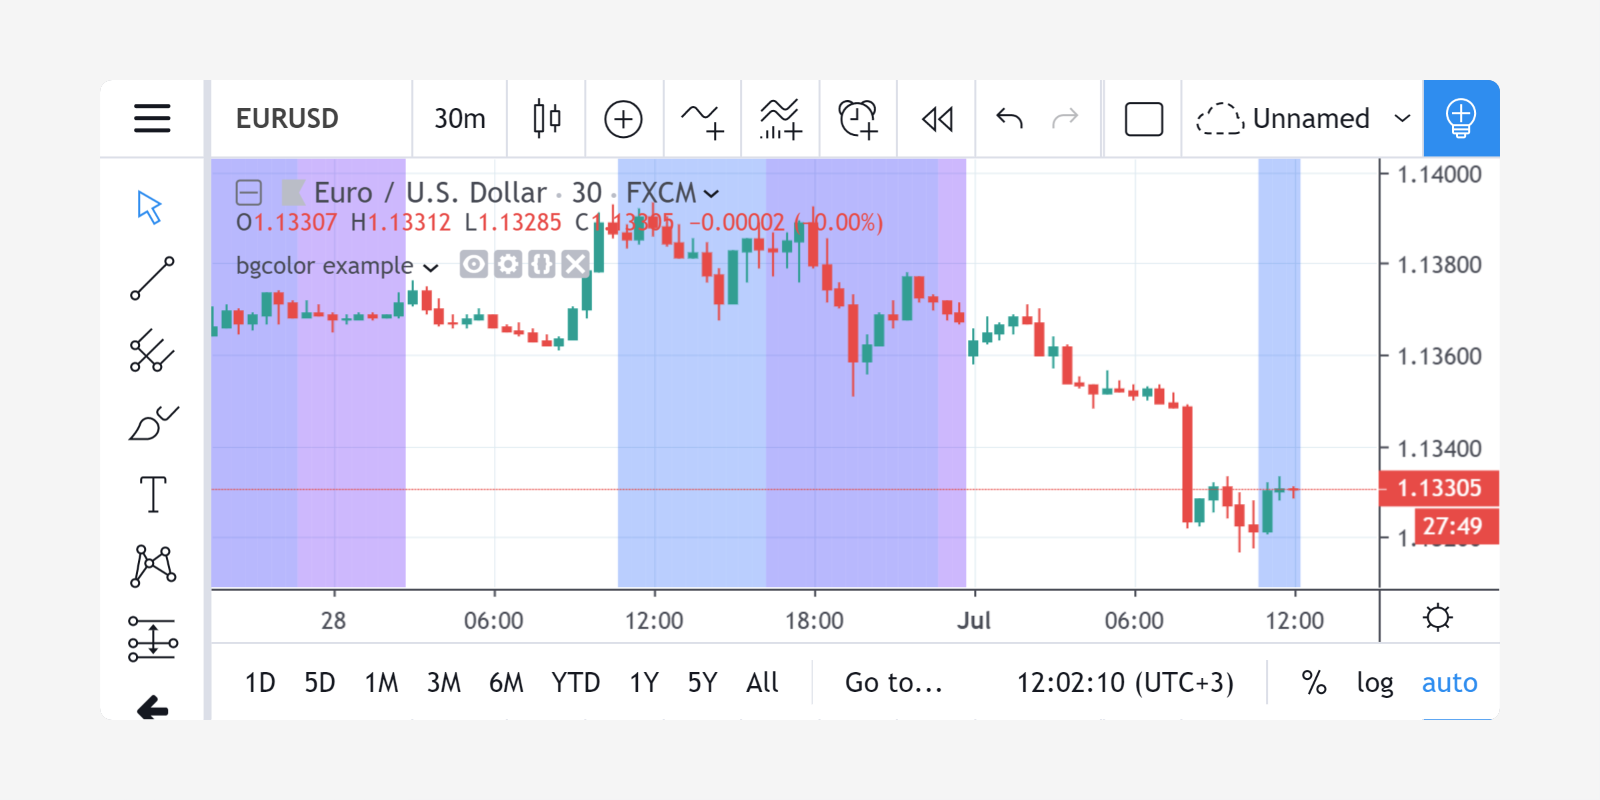 EURUSD 30m Unnamed
Euro / U.S. Dollar · 30 · FXCM
O1.13307 H1.13312 L1.13285 C1.13305 −0.00002 (−0.00%)
bgcolor example
1.14000
1.13800
1.13600
1.13400
1.13305
27:49
28 06:00 12:00 18:00 Jul 06:00 12:00
1D 5D 1M 3M 6M YTD 1Y 5Y All Go to... 12:02:10 (UTC+3) % log auto